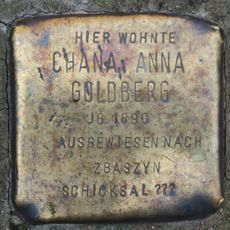 HIER WOHNTE
CHANA ANNA
GOLDBERG
JG. 1890
AUSGEWIESEN NACH
ZBASZYN
SCHICKSAL ???